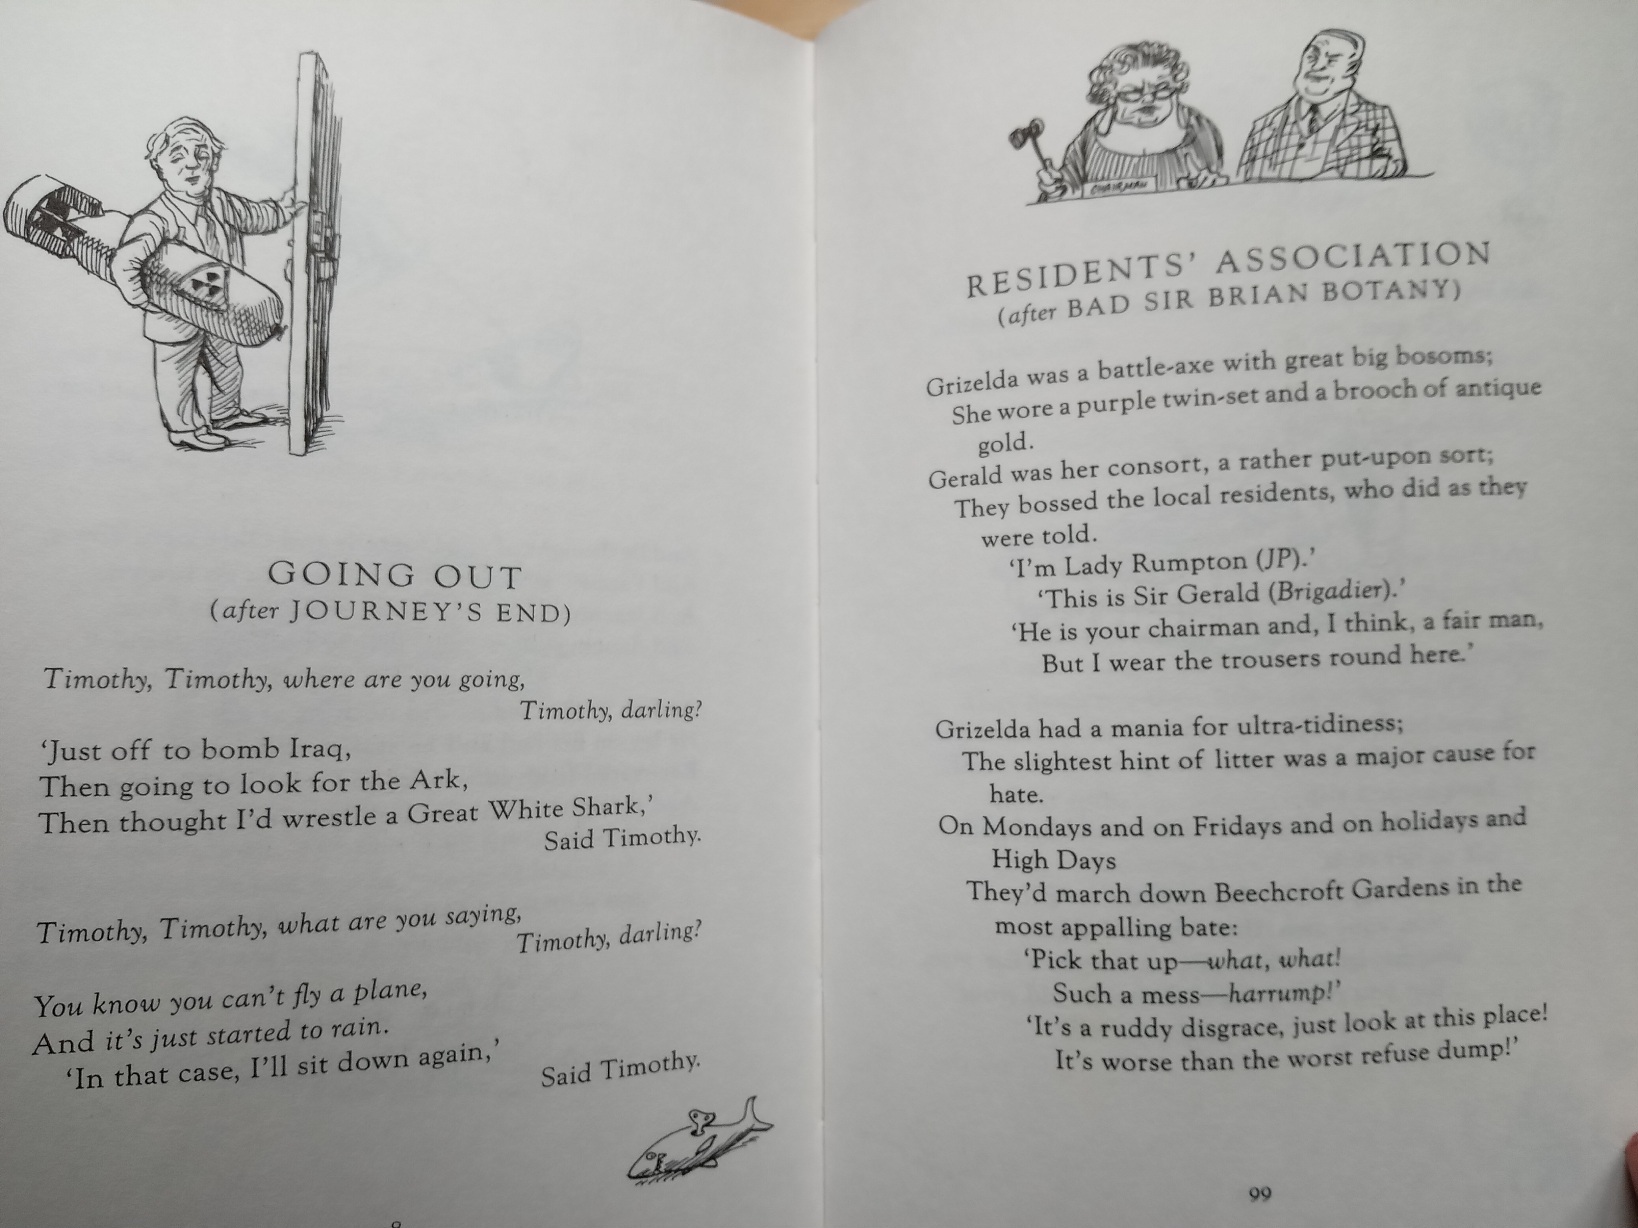 GOING OUT
(after JOURNEY'S END)
Timothy, Timothy, where are you going,
Timothy, darling?
‘Just off to bomb Iraq,
Then going to look for the Ark,
Then thought I'd wrestle a Great White Shark,’
Said Timothy.
Timothy, Timothy, what are you saying,
Timothy, darling?
You know you can't fly a plane,
And it's just started to rain.
‘In that case, I'll sit down again,’
Said Timothy.
CHAIRMAN
RESIDENTS’ ASSOCIATION
(after BAD SIR BRIAN BOTANY)
Grizelda was a battle-axe with great big bosoms;
She wore a purple twin-set and a brooch of antique
gold.
Gerald was her consort, a rather put-upon sort;
They bossed the local residents, who did as they
were told.
‘I'm Lady Rumpton (JP).’
‘This is Sir Gerald (Brigadier).’
‘He is your chairman and, I think, a fair man,
But I wear the trousers round here.’
Grizelda had a mania for ultra-tidiness;
The slightest hint of litter was a major cause for
hate.
On Mondays and on Fridays and on holidays and
High Days
They'd march down Beechcroft Gardens in the
most appalling bate:
‘Pick that up—what, what!
Such a mess—harrump!’
‘It's a ruddy disgrace, just look at this place!
It's worse than the worst refuse dump!’
99